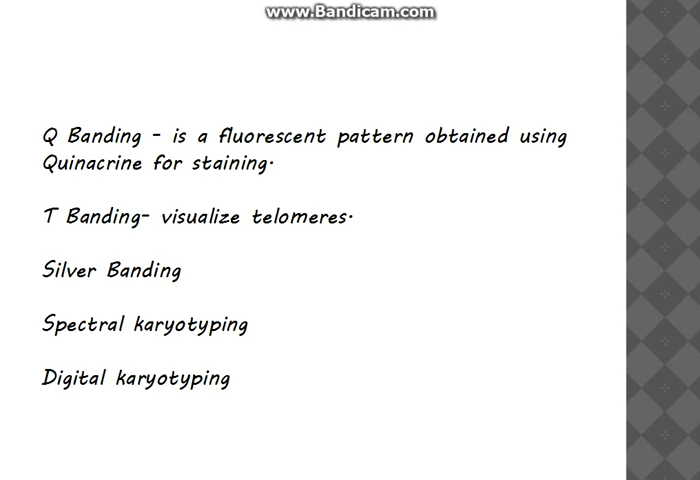 www.Bandicam.com
Q Banding - is a fluorescent pattern obtained using
Quinacrine for staining.
T Banding- visualize telomeres.
Silver Banding
Spectral karyotyping
Digital karyotyping